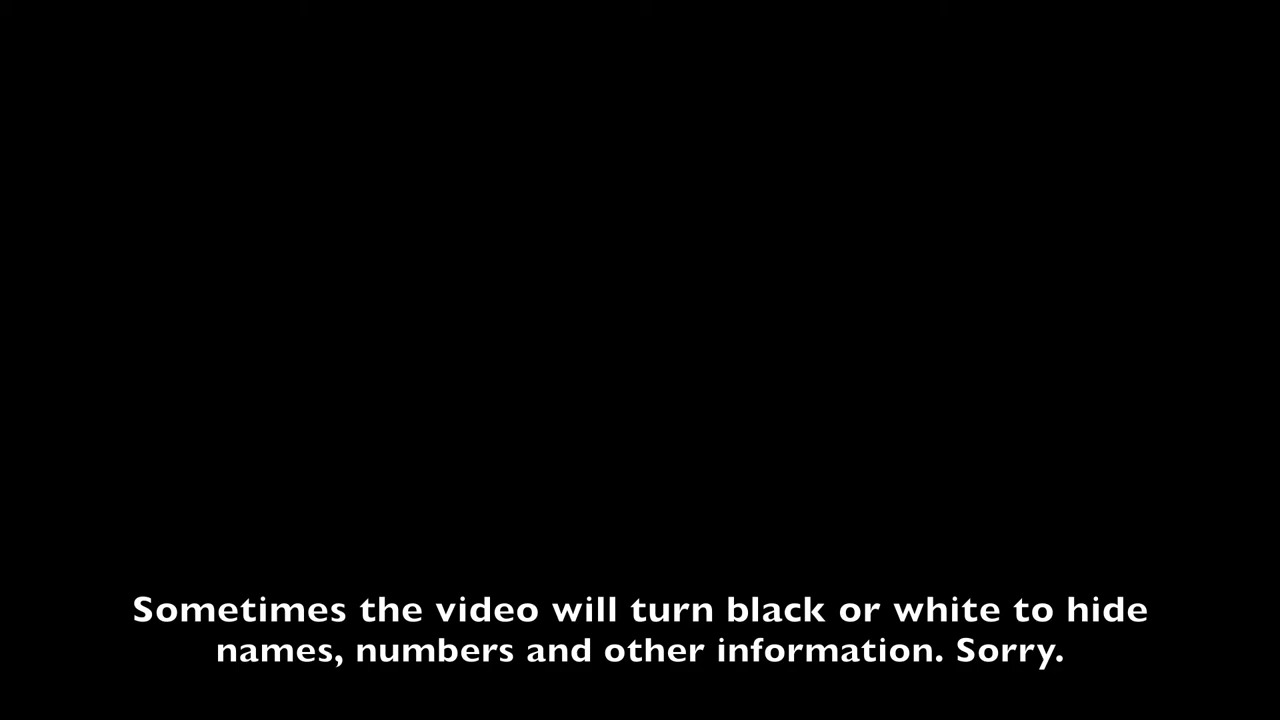 Sometimes the video will turn black or white to hide
names, numbers and other information. Sorry.